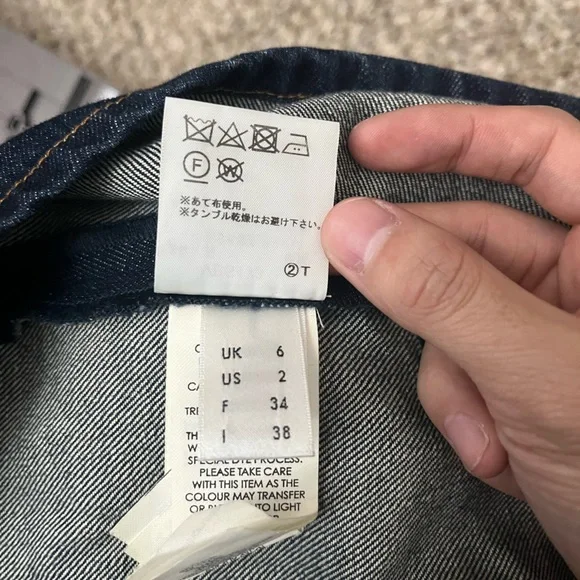 F W
※あて布使用。
※タンブル乾燥はお避け下さい。
②T
UK 6
US 2
F 34
I 38
SPECIAL DYE PROCESS.
PLEASE TAKE CARE
WITH THIS ITEM AS THE
COLOUR MAY TRANSFER
TO LIGHT